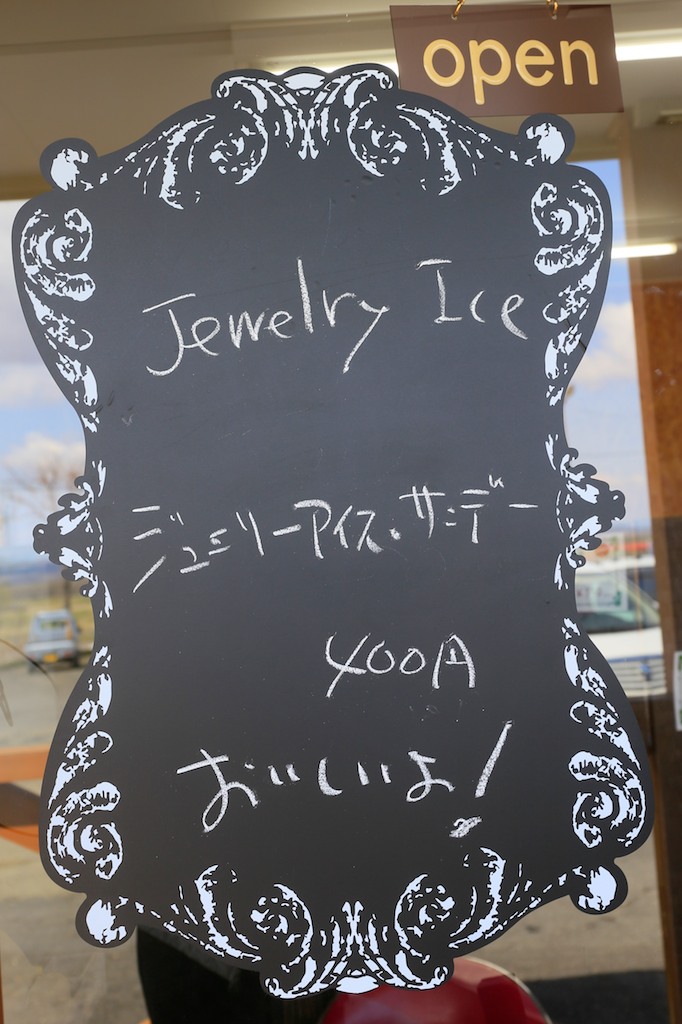 open
Jewelry Ice
ジュエリーアイス・サンデー
400円
おいしいよ!